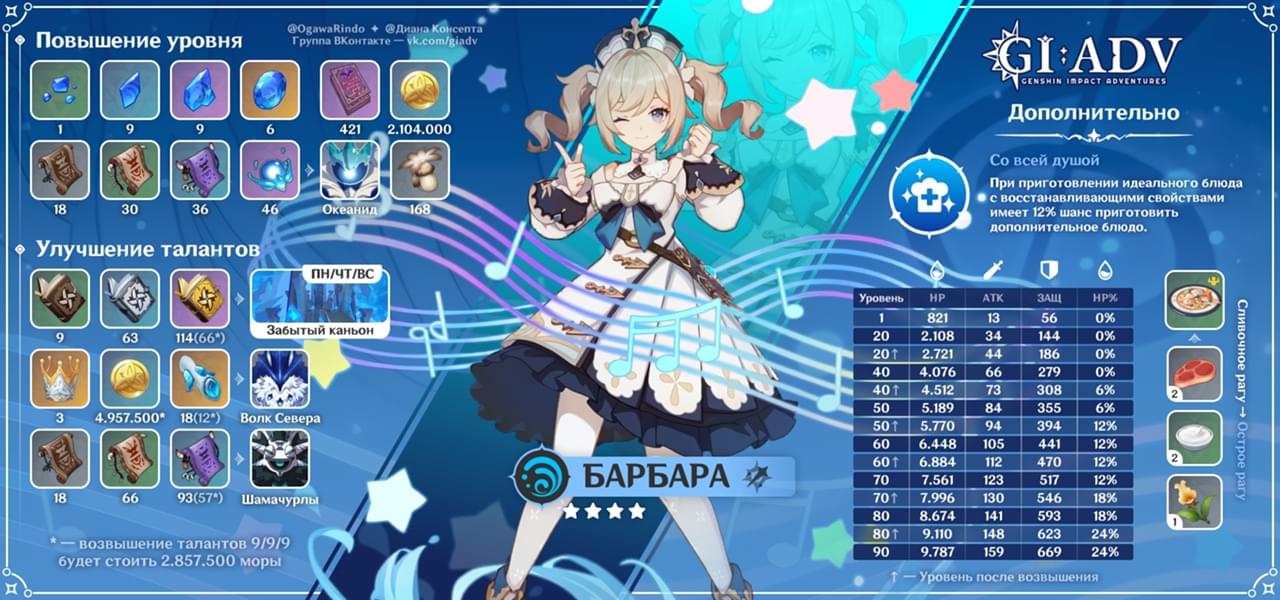 Повышение уровня
@OgawaRindo ✦ @Диана Консепта
Группа ВКонтакте — vk.com/giadv
1 9 9 6 421 2.104.000
18 30 36 46 Океанид 168
Улучшение талантов
ПН/ЧТ/ВС
Забытый каньон
9 63 114(66*)
3 4.957.500* 18(12*) Волк Севера
18 66 93(57*) Шамачурлы
* — возвышение талантов 9/9/9
будет стоить 2.857.500 моры
БАРБАРА
GI:ADV
GENSHIN IMPACT ADVENTURES
Дополнительно
Со всей душой
При приготовлении идеального блюда
с восстанавливающими свойствами
имеет 12% шанс приготовить
дополнительное блюдо.
Уровень HP АТК ЗАЩ HP%
1 821 13 56 0%
20 2.108 34 144 0%
20↑ 2.721 44 186 0%
40 4.076 66 279 0%
40↑ 4.512 73 308 6%
50 5.189 84 355 6%
50↑ 5.770 94 394 12%
60 6.448 105 441 12%
60↑ 6.884 112 470 12%
70 7.561 123 517 12%
70↑ 7.996 130 546 18%
80 8.674 141 593 18%
80↑ 9.110 148 623 24%
90 9.787 159 669 24%
↑ — Уровень после возвышения
2
2
1
Сливочное рагу → Острое рагу